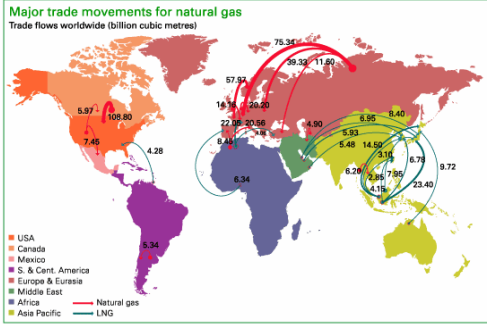 Major trade movements for natural gas
Trade flows worldwide (billion cubic metres)
75.34
39.33
11.60
57.97
14.16
20.20
5.97
108.80
22.05
20.56
4.90
6.95
8.40
7.45
8.45
5.93
4.28
5.48
14.50
3.10
6.78
9.72
6.20
2.85
7.95
6.34
4.15
23.40
5.34
USA
Canada
Mexico
S. & Cent. America
Europe & Eurasia
Middle East
Africa
Asia Pacific
Natural gas
LNG